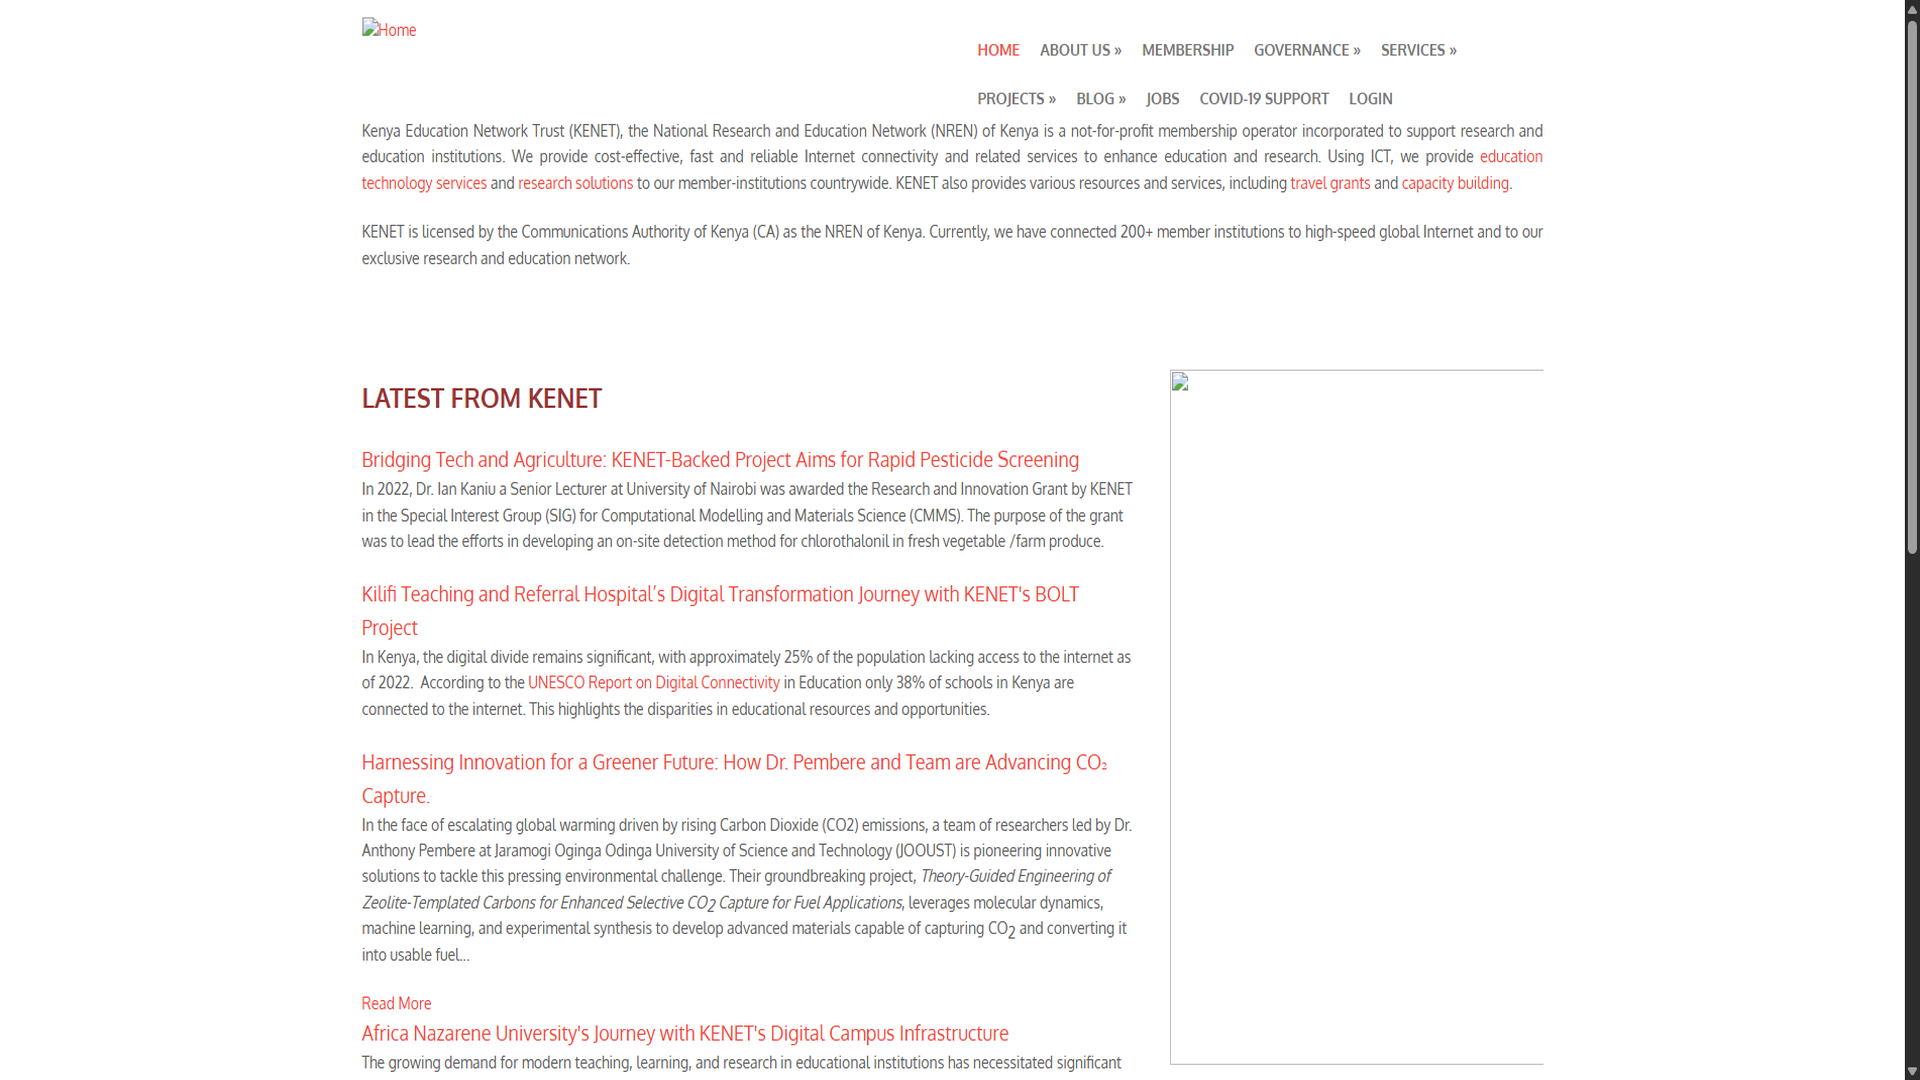 Home
HOME ABOUT US » MEMBERSHIP GOVERNANCE » SERVICES »
PROJECTS » BLOG » JOBS COVID-19 SUPPORT LOGIN
Kenya Education Network Trust (KENET), the National Research and Education Network (NREN) of Kenya is a not-for-profit membership operator incorporated to support research and
education institutions. We provide cost-effective, fast and reliable Internet connectivity and related services to enhance education and research. Using ICT, we provide education
technology services and research solutions to our member-institutions countrywide. KENET also provides various resources and services, including travel grants and capacity building.
KENET is licensed by the Communications Authority of Kenya (CA) as the NREN of Kenya. Currently, we have connected 200+ member institutions to high-speed global Internet and to our
exclusive research and education network.
LATEST FROM KENET
Bridging Tech and Agriculture: KENET-Backed Project Aims for Rapid Pesticide Screening
In 2022, Dr. Ian Kaniu a Senior Lecturer at University of Nairobi was awarded the Research and Innovation Grant by KENET
in the Special Interest Group (SIG) for Computational Modelling and Materials Science (CMMS). The purpose of the grant
was to lead the efforts in developing an on-site detection method for chlorothalonil in fresh vegetable /farm produce.
Kilifi Teaching and Referral Hospital’s Digital Transformation Journey with KENET's BOLT
Project
In Kenya, the digital divide remains significant, with approximately 25% of the population lacking access to the internet as
of 2022.  According to the UNESCO Report on Digital Connectivity in Education only 38% of schools in Kenya are
connected to the internet. This highlights the disparities in educational resources and opportunities.
Harnessing Innovation for a Greener Future: How Dr. Pembere and Team are Advancing CO₂
Capture.
In the face of escalating global warming driven by rising Carbon Dioxide (CO2) emissions, a team of researchers led by Dr.
Anthony Pembere at Jaramogi Oginga Odinga University of Science and Technology (JOOUST) is pioneering innovative
solutions to tackle this pressing environmental challenge. Their groundbreaking project, Theory-Guided Engineering of
Zeolite-Templated Carbons for Enhanced Selective CO2 Capture for Fuel Applications, leverages molecular dynamics,
machine learning, and experimental synthesis to develop advanced materials capable of capturing CO2 and converting it
into usable fuel...
Read More
Africa Nazarene University's Journey with KENET's Digital Campus Infrastructure
The growing demand for modern teaching, learning, and research in educational institutions has necessitated significant